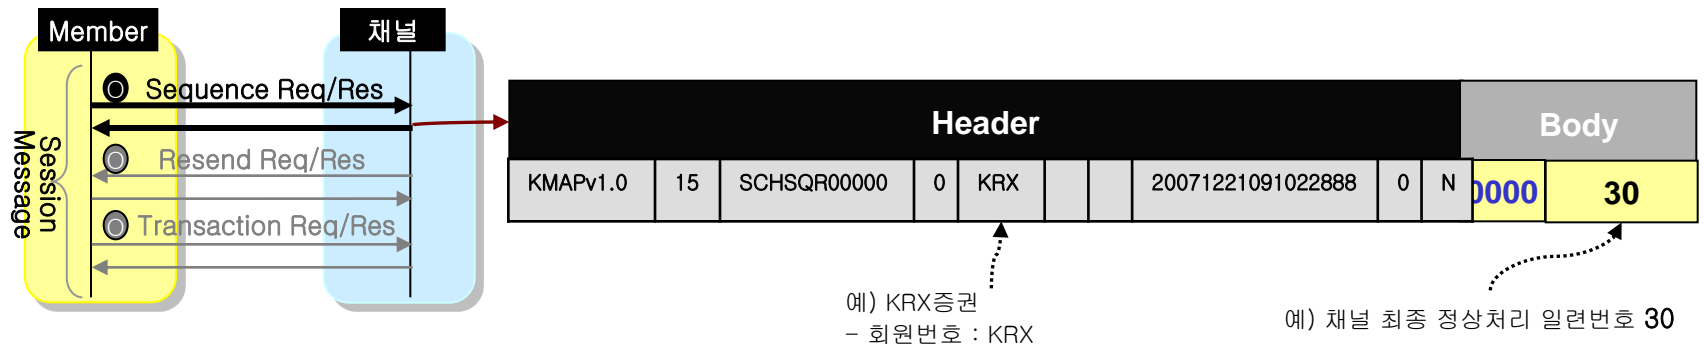 Member
채널
Sequence Req/Res
Resend Req/Res
Transaction Req/Res
Session
Messsage
Header
Body
KMAPv1.0 15 SCHSQR00000 0 KRX 20071221091022888 0 N 0000 30
예) KRX증권
- 회원번호 : KRX
예) 채널 최종 정상처리 일련번호 30